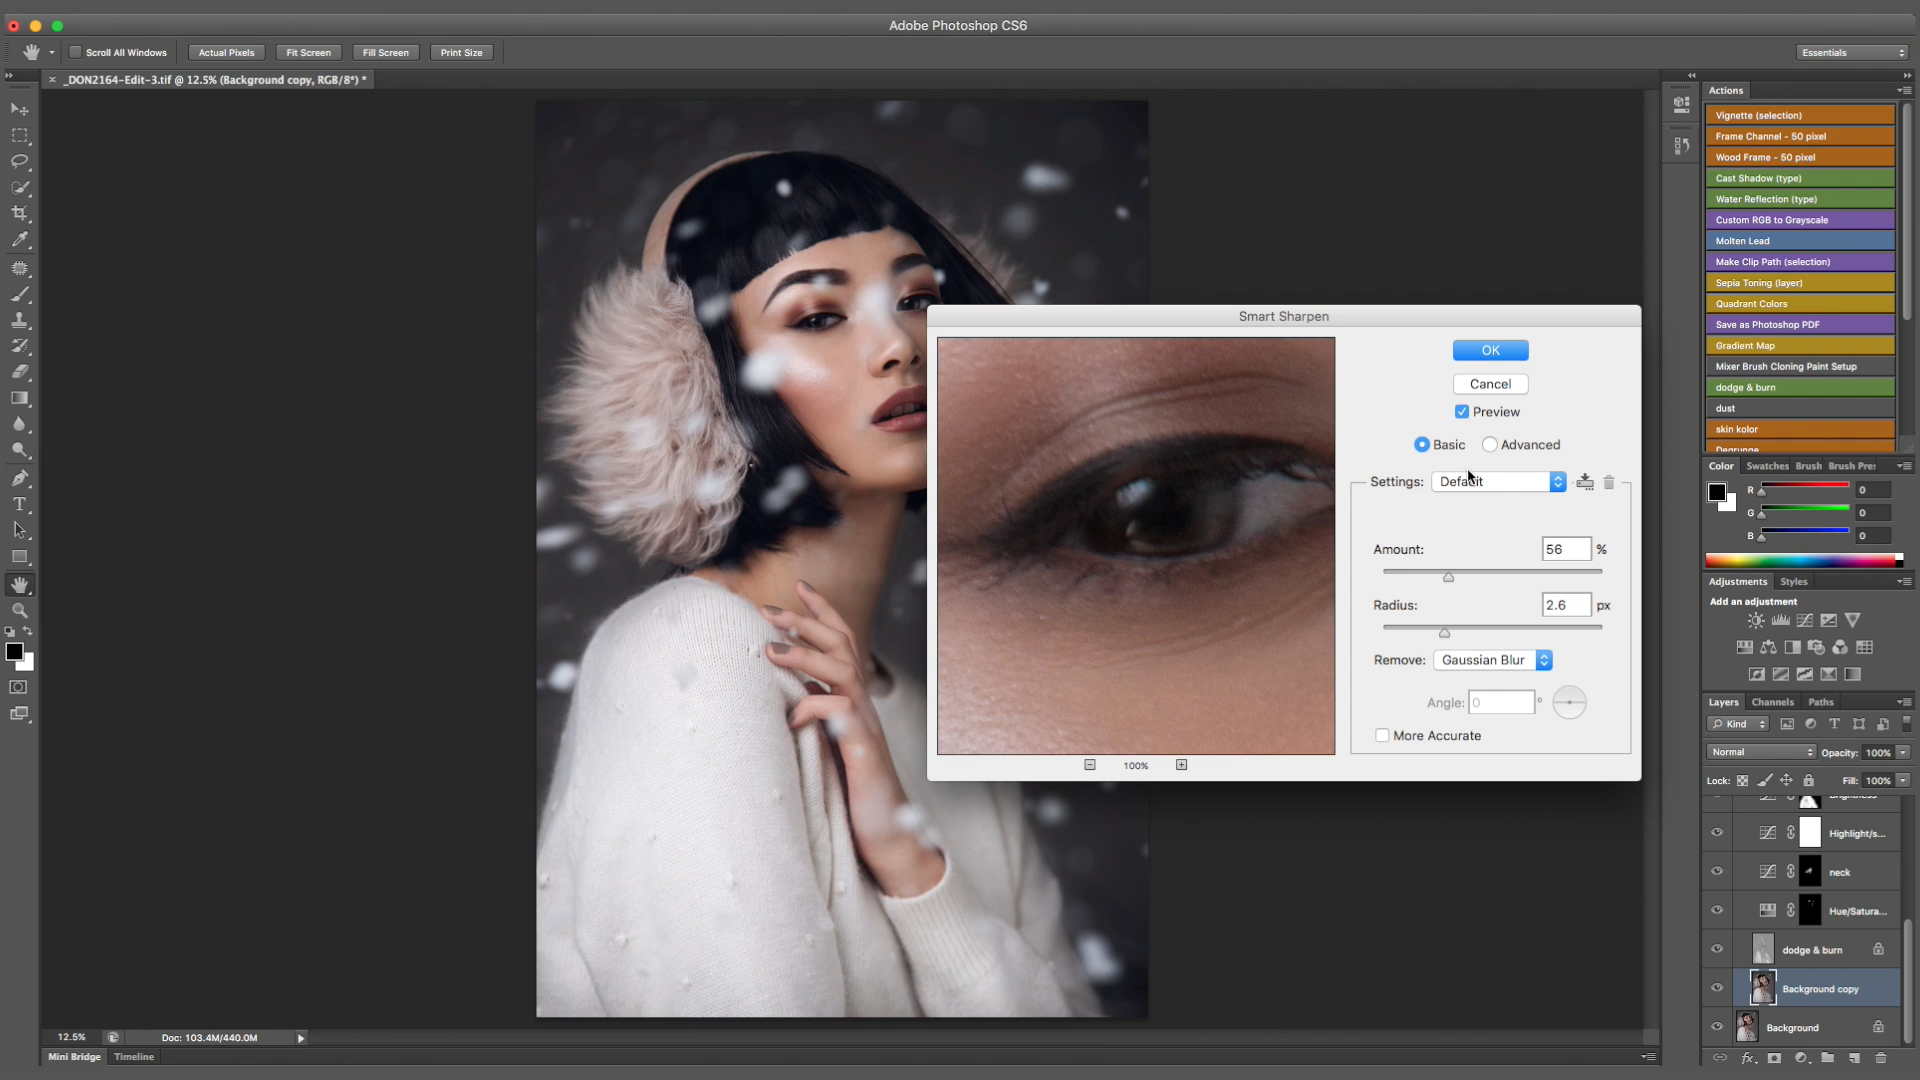 Adobe Photoshop CS6
Scroll All Windows
Actual Pixels
Fit Screen
Fill Screen
Print Size
Essentials
_DON2164-Edit-3.tif @ 12.5% (Background copy, RGB/8*) *
Actions
Vignette (selection)
Frame Channel - 50 pixel
Wood Frame - 50 pixel
Cast Shadow (type)
Water Reflection (type)
Custom RGB to Grayscale
Molten Lead
Make Clip Path (selection)
Sepia Toning (layer)
Quadrant Colors
Save as Photoshop PDF
Gradient Map
Mixer Brush Cloning Paint Setup
dodge & burn
dust
skin kolor
Smart Sharpen
OK
Cancel
Preview
Basic
Advanced
Settings: Default
Amount: 56 %
Radius: 2.6 px
Remove: Gaussian Blur
Angle: 0 °
More Accurate
100%
Color
Swatches
Brush
Brush Pre:
R 0
G 0
B 0
Adjustments
Styles
Add an adjustment
Layers
Channels
Paths
Kind
Normal
Opacity: 100%
Lock:
Fill: 100%
Highlight/s...
neck
Hue/Satura...
dodge & burn
Background copy
Background
12.5%
Doc: 103.4M/440.0M
Mini Bridge
Timeline